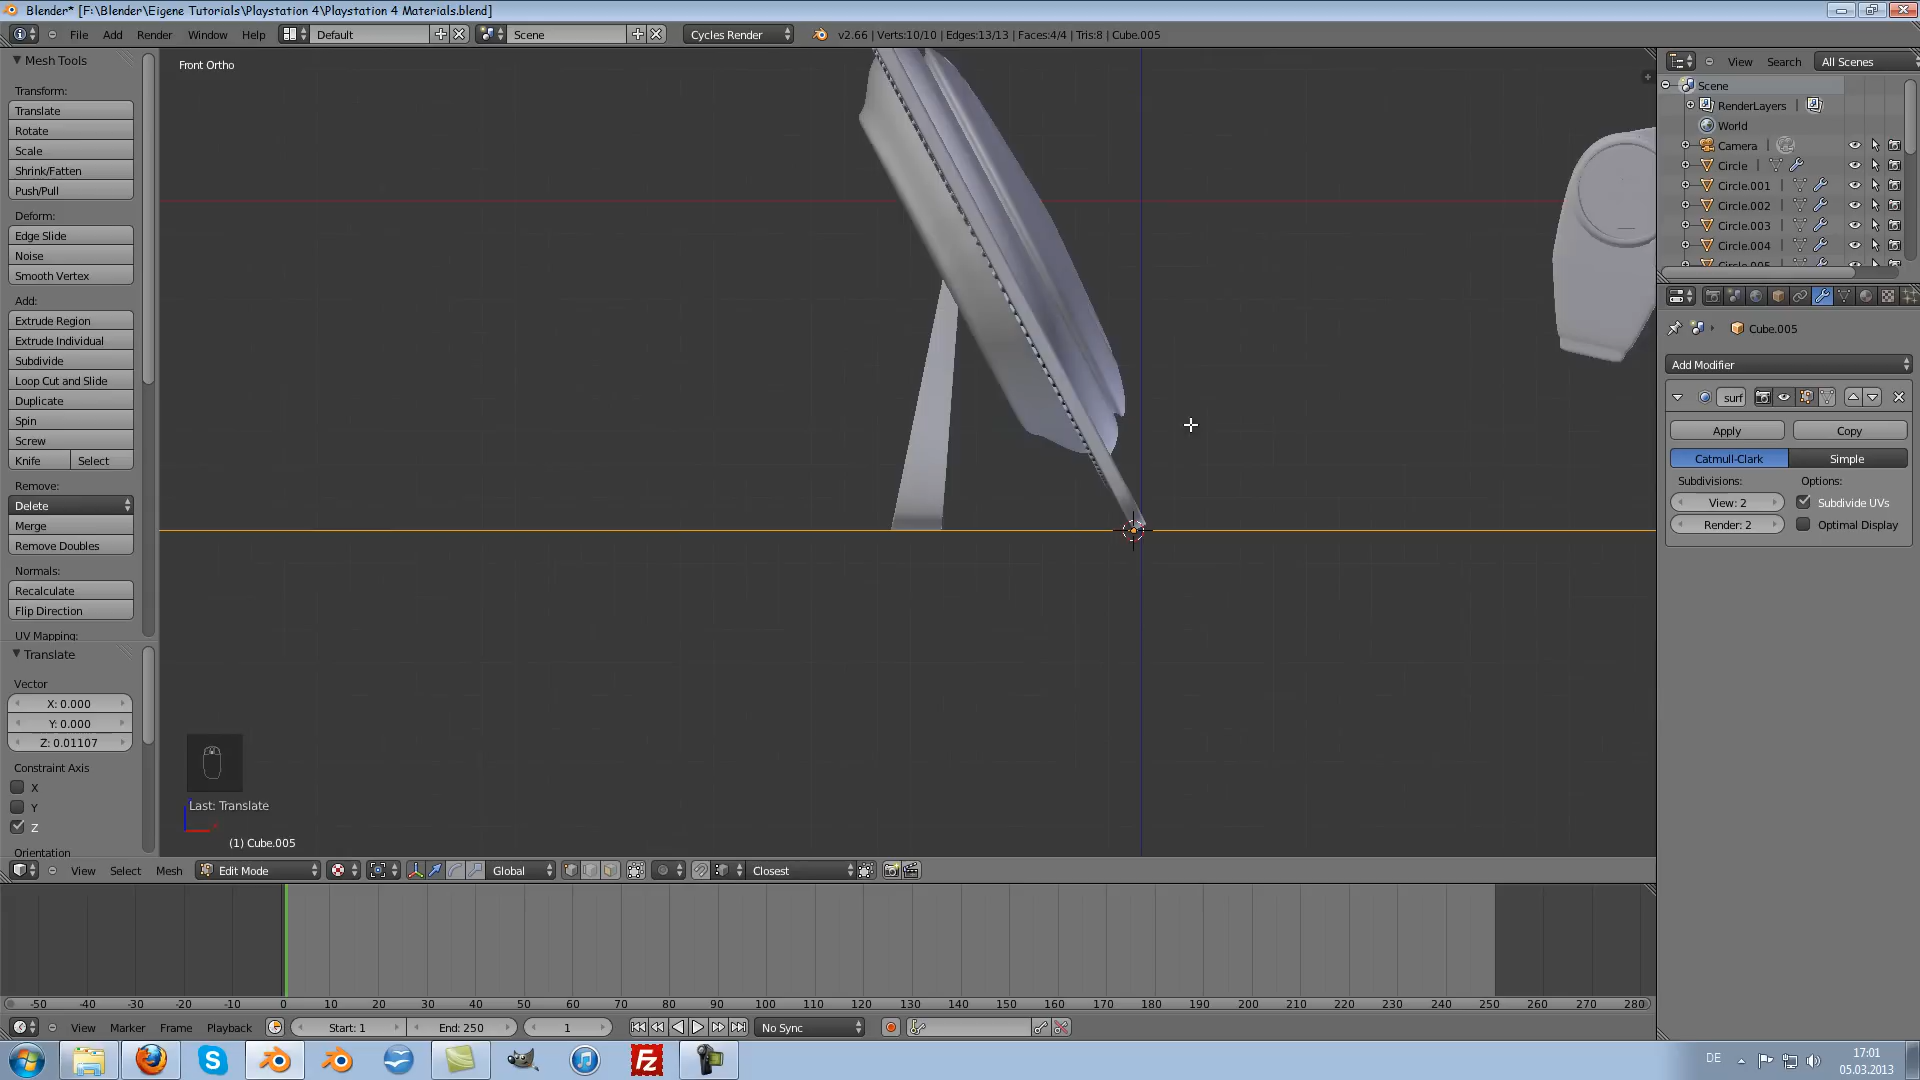 Blender* [F:\Blender\Eigene Tutorials\Playstation 4\Playstation 4 Materials.blend]
File Add Render Window Help Default Scene Cycles Render v2.66 | Verts:10/10 | Edges:13/13 | Faces:4/4 | Tris:8 | Cube.005
Mesh Tools
Transform:
Translate
Rotate
Scale
Shrink/Fatten
Push/Pull
Deform:
Edge Slide
Noise
Smooth Vertex
Add:
Extrude Region
Extrude Individual
Subdivide
Loop Cut and Slide
Duplicate
Spin
Screw
Knife Select
Remove:
Delete
Merge
Remove Doubles
Normals:
Recalculate
Flip Direction
UV Mapping:
Translate
Vector
X: 0.000
Y: 0.000
Z: 0.01107
Constraint Axis
X
Y
Z
Orientation
Front Ortho
Last: Translate
(1) Cube.005
View Select Mesh Edit Mode Global Closest
View Search All Scenes
Scene
RenderLayers
World
Camera
Circle
Circle.001
Circle.002
Circle.003
Circle.004
Circle.005
Cube.005
Add Modifier
surf
Apply Copy
Catmull-Clark Simple
Subdivisions: Options:
View: 2 Subdivide UVs
Render: 2 Optimal Display
-50 -40 -30 -20 -10 0 10 20 30 40 50 60 70 80 90 100 110 120 130 140 150 160 170 180 190 200 210 220 230 240 250 260 270 280
View Marker Frame Playback Start: 1 End: 250 1 No Sync
DE
17:01
05.03.2013